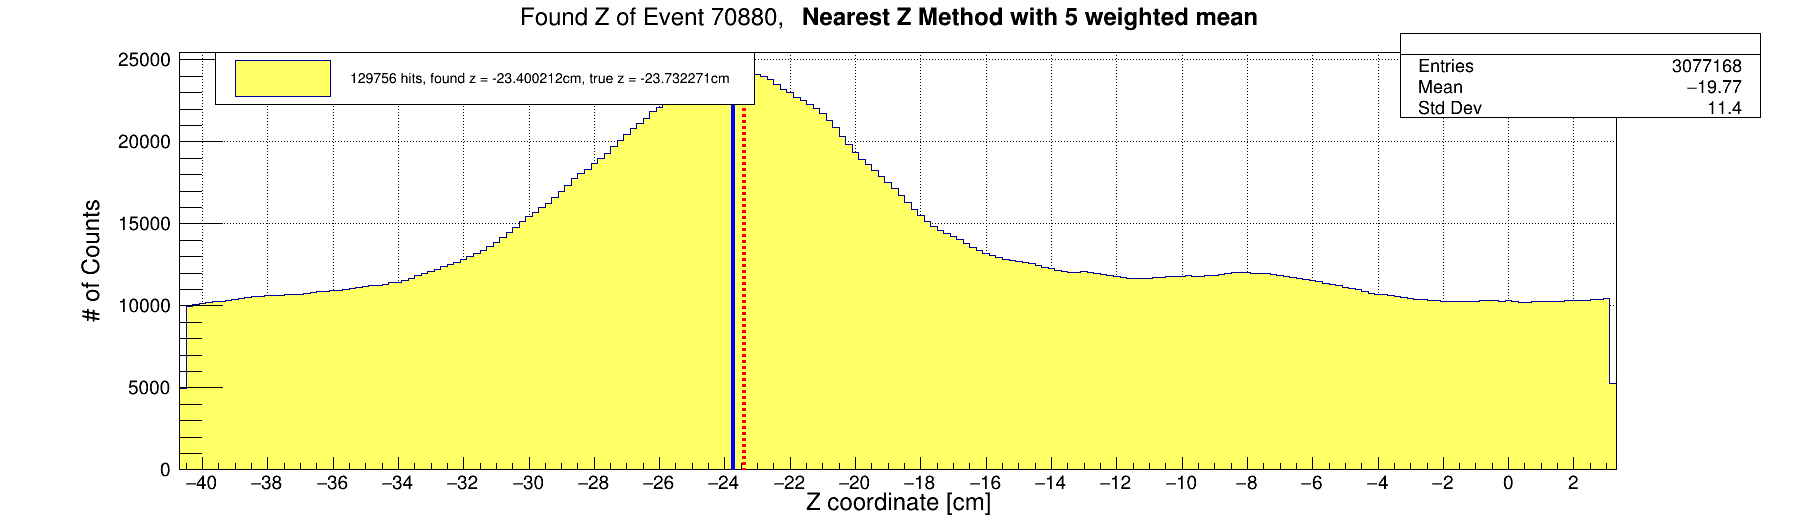 Found Z of Event 70880, Nearest Z Method with 5 weighted mean
129756 hits, found z = -23.400212cm, true z = -23.732271cm
Entries 3077168
Mean −19.77
Std Dev 11.4
# of Counts
25000
20000
15000
10000
5000
0
−40 −38 −36 −34 −32 −30 −28 −26 −24 −22 −20 −18 −16 −14 −12 −10 −8 −6 −4 −2 0 2
Z coordinate [cm]